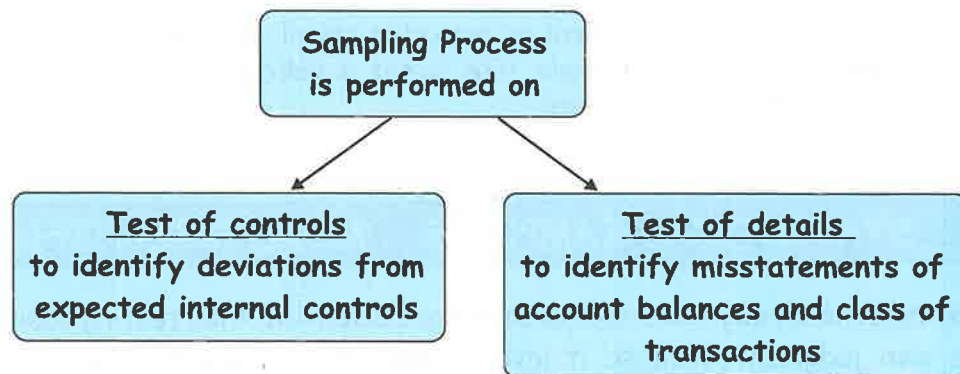 Sampling Process
is performed on
Test of controls
to identify deviations from
expected internal controls
Test of details
to identify misstatements of
account balances and class of
transactions